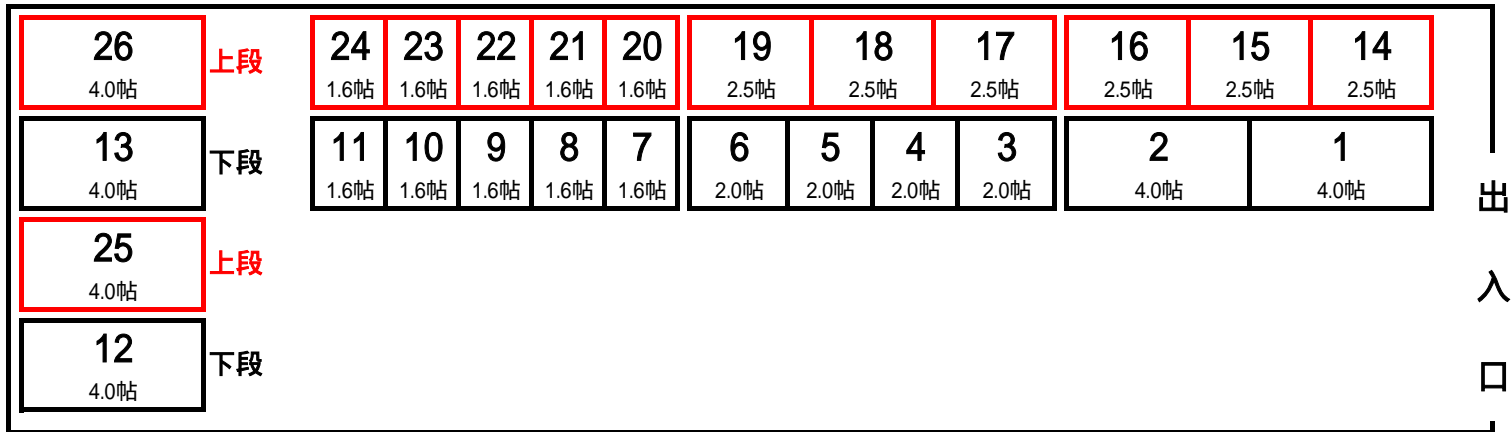 26 上段 24 23 22 21 20 19 18 17 16 15 14
4.0帖 1.6帖 1.6帖 1.6帖 1.6帖 1.6帖 2.5帖 2.5帖 2.5帖 2.5帖 2.5帖 2.5帖
13 下段 11 10 9 8 7 6 5 4 3 2 1
4.0帖 1.6帖 1.6帖 1.6帖 1.6帖 1.6帖 2.0帖 2.0帖 2.0帖 2.0帖 4.0帖 4.0帖
25 上段
4.0帖
12 下段
4.0帖
出入口